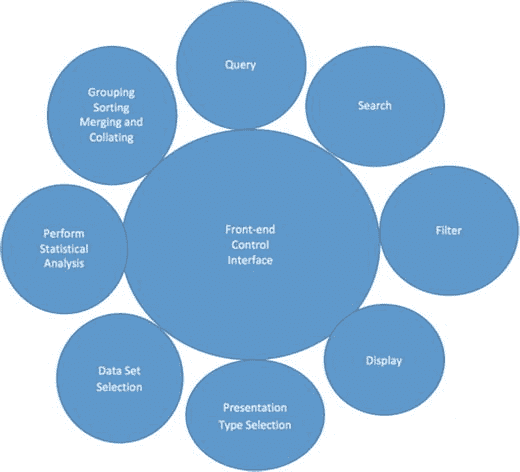 Query
Search
Filter
Display
Presentation
Type Selection
Data Set
Selection
Perform
Statistical
Analysis
Grouping
Sorting
Merging and
Collating
Front-end
Control
Interface